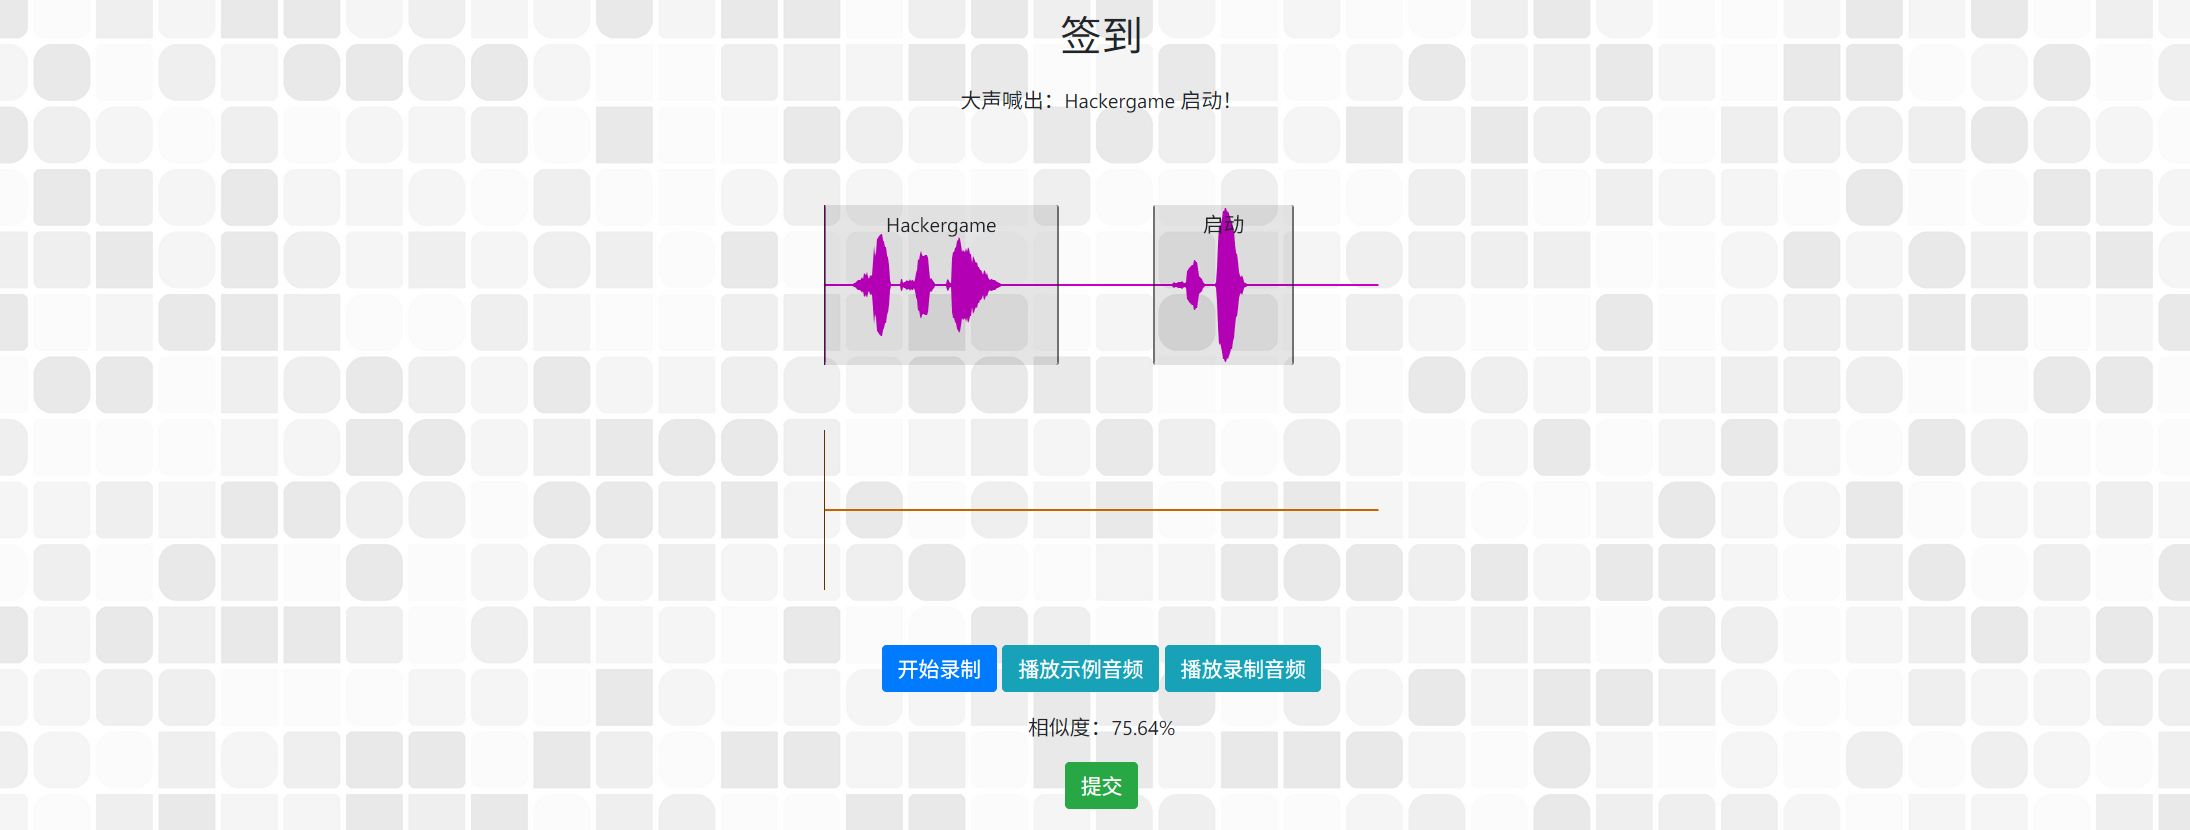 签到
大声喊出：Hackergame 启动！
Hackergame 启动
开始录制 播放示例音频 播放录制音频
相似度：75.64%
提交